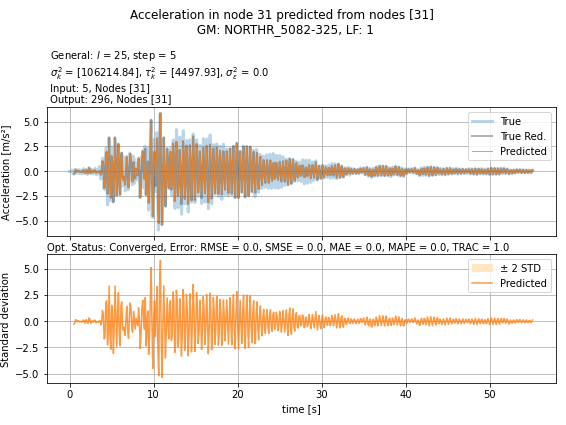 Acceleration in node 31 predicted from nodes [31]
GM: NORTHR_5082-325, LF: 1
General: l = 25, step = 5
σ²ₖ = [106214.84], τ²ₖ = [4497.93], σ²ε = 0.0
Input: 5, Nodes [31]
Output: 296, Nodes [31]
Acceleration [m/s²]
5.0
2.5
0.0
−2.5
−5.0
True
True Red.
Predicted
Opt. Status: Converged, Error: RMSE = 0.0, SMSE = 0.0, MAE = 0.0, MAPE = 0.0, TRAC = 1.0
Standard deviation
5.0
2.5
0.0
−2.5
−5.0
± 2 STD
Predicted
0 10 20 30 40 50
time [s]